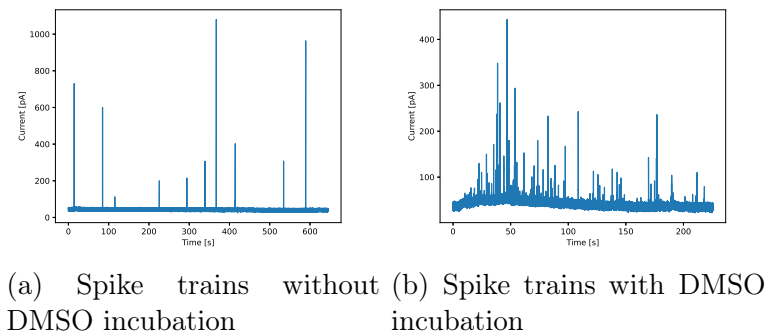 1000
800
600
400
200
0
Current [pA]
0 100 200 300 400 500 600
Time [s]
400
300
200
100
Current [pA]
0 50 100 150 200
Time [s]
(a) Spike trains without
DMSO incubation
(b) Spike trains with DMSO
incubation